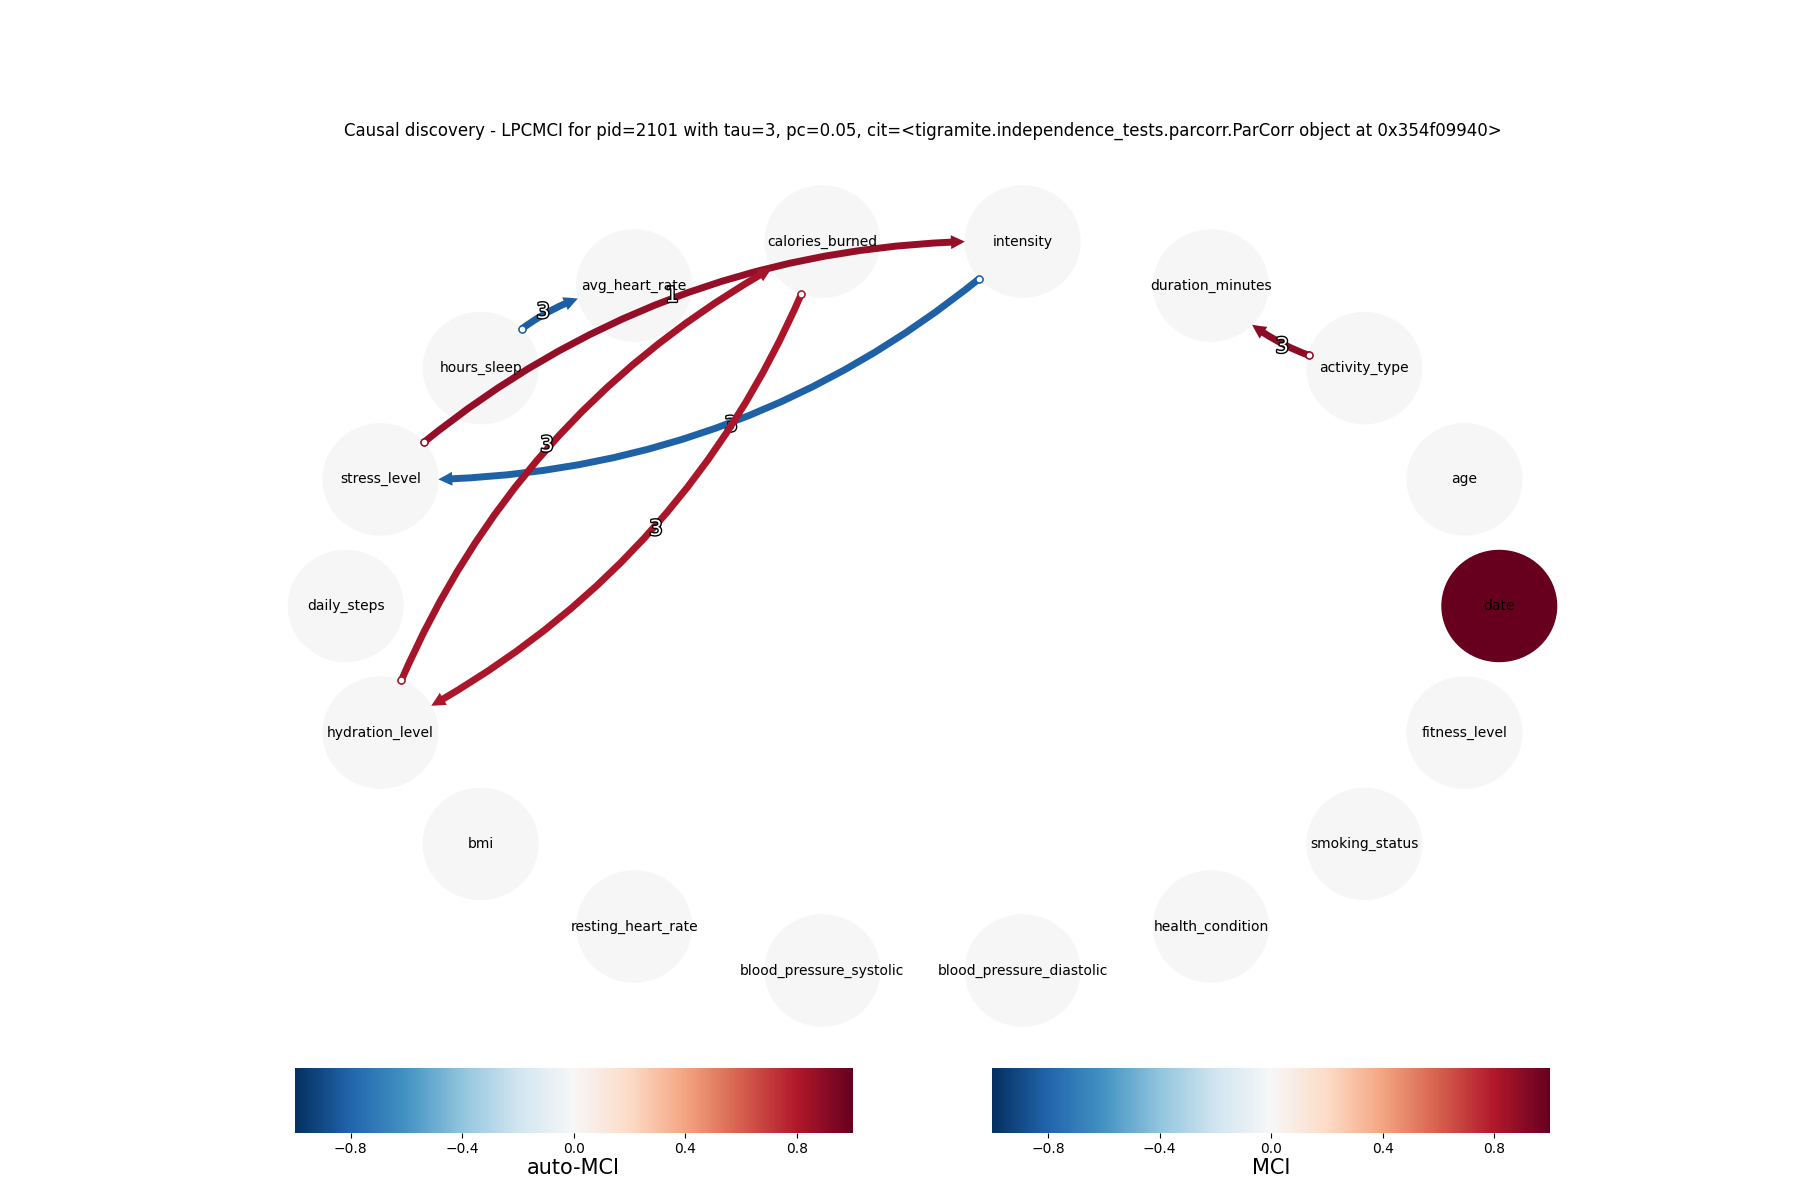 Causal discovery - LPCMCI for pid=2101 with tau=3, pc=0.05, cit=<tigramite.independence_tests.parcorr.ParCorr object at 0x354f09940>
calories_burned
intensity
avg_heart_rate
duration_minutes
1
3
3
hours_sleep
activity_type
3
3
stress_level
age
3
daily_steps
date
hydration_level
fitness_level
bmi
smoking_status
resting_heart_rate
health_condition
blood_pressure_systolic
blood_pressure_diastolic
−0.8 −0.4 0.0 0.4 0.8
auto-MCI
−0.8 −0.4 0.0 0.4 0.8
MCI